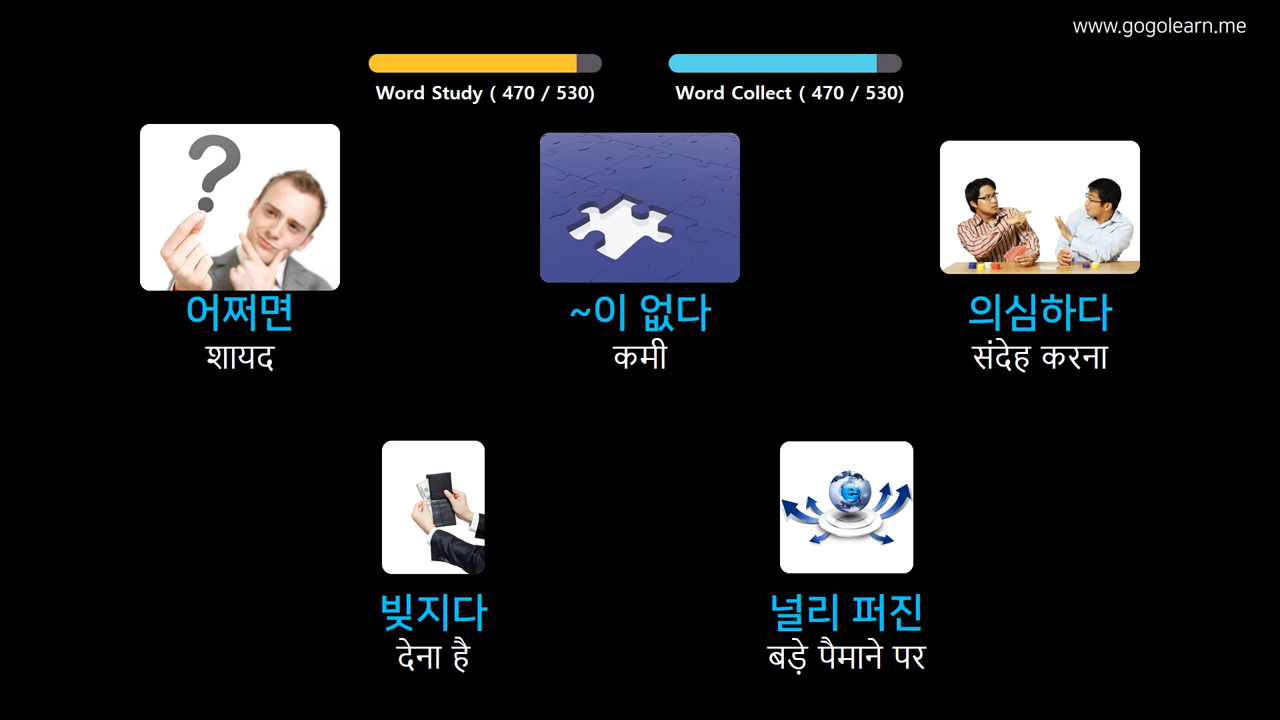 www.gogolearn.me
Word Study ( 470 / 530)
Word Collect ( 470 / 530)
어쩌면
शायद
~이 없다
कमी
의심하다
संदेह करना
빚지다
देना है
널리 퍼진
बड़े पैमाने पर